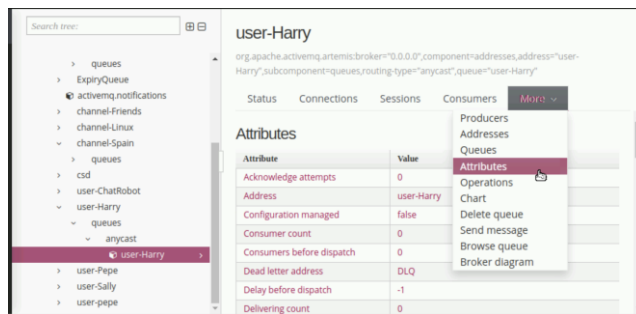 Search tree:
queues
ExpiryQueue
activemq.notifications
channel-Friends
channel-Linux
channel-Spain
queues
csd
user-ChatRobot
user-Harry
queues
anycast
user-Harry
user-Pepe
user-Sally
user-pepe
user-Harry
org.apache.activemq.artemis:broker="0.0.0.0",component=addresses,address="user-
Harry",subcomponent=queues,routing-type="anycast",queue="user-Harry"
Status Connections Sessions Consumers More
Producers
Addresses
Queues
Attributes
Operations
Chart
Delete queue
Send message
Browse queue
Broker diagram
Attributes
Attribute Value
Acknowledge attempts 0
Address user-Harry
Configuration managed false
Consumer count 0
Consumers before dispatch 0
Dead letter address DLQ
Delay before dispatch -1
Delivering count 0